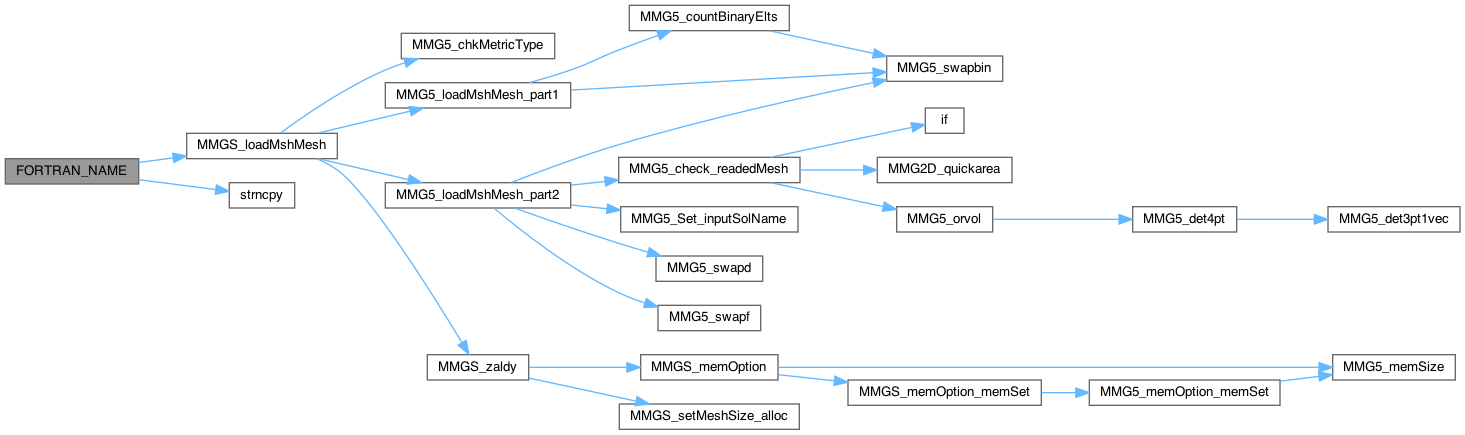 FORTRAN_NAME
MMGS_loadMshMesh
strncpy
MMG5_chkMetricType
MMG5_loadMshMesh_part1
MMG5_loadMshMesh_part2
MMGS_zaldy
MMG5_countBinaryElts
MMG5_swapbin
MMG5_check_readedMesh
MMG5_Set_inputSolName
MMG5_swapd
MMG5_swapf
if
MMG2D_quickarea
MMG5_orvol
MMG5_det4pt
MMG5_det3pt1vec
MMGS_memOption
MMGS_setMeshSize_alloc
MMGS_memOption_memSet
MMG5_memOption_memSet
MMG5_memSize